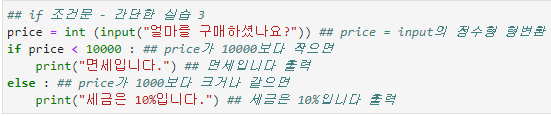 ## if 조건문 - 간단한 실습 3
price = int (input("얼마를 구매하셨나요?")) ## price = input의 정수형 형변환
if price < 10000 : ## price가 10000보다 작으면
    print("면세입니다.") ## 면세입니다 출력
else : ## price가 1000보다 크거나 같으면
    print("세금은 10%입니다.") ## 세금은 10%입니다 출력